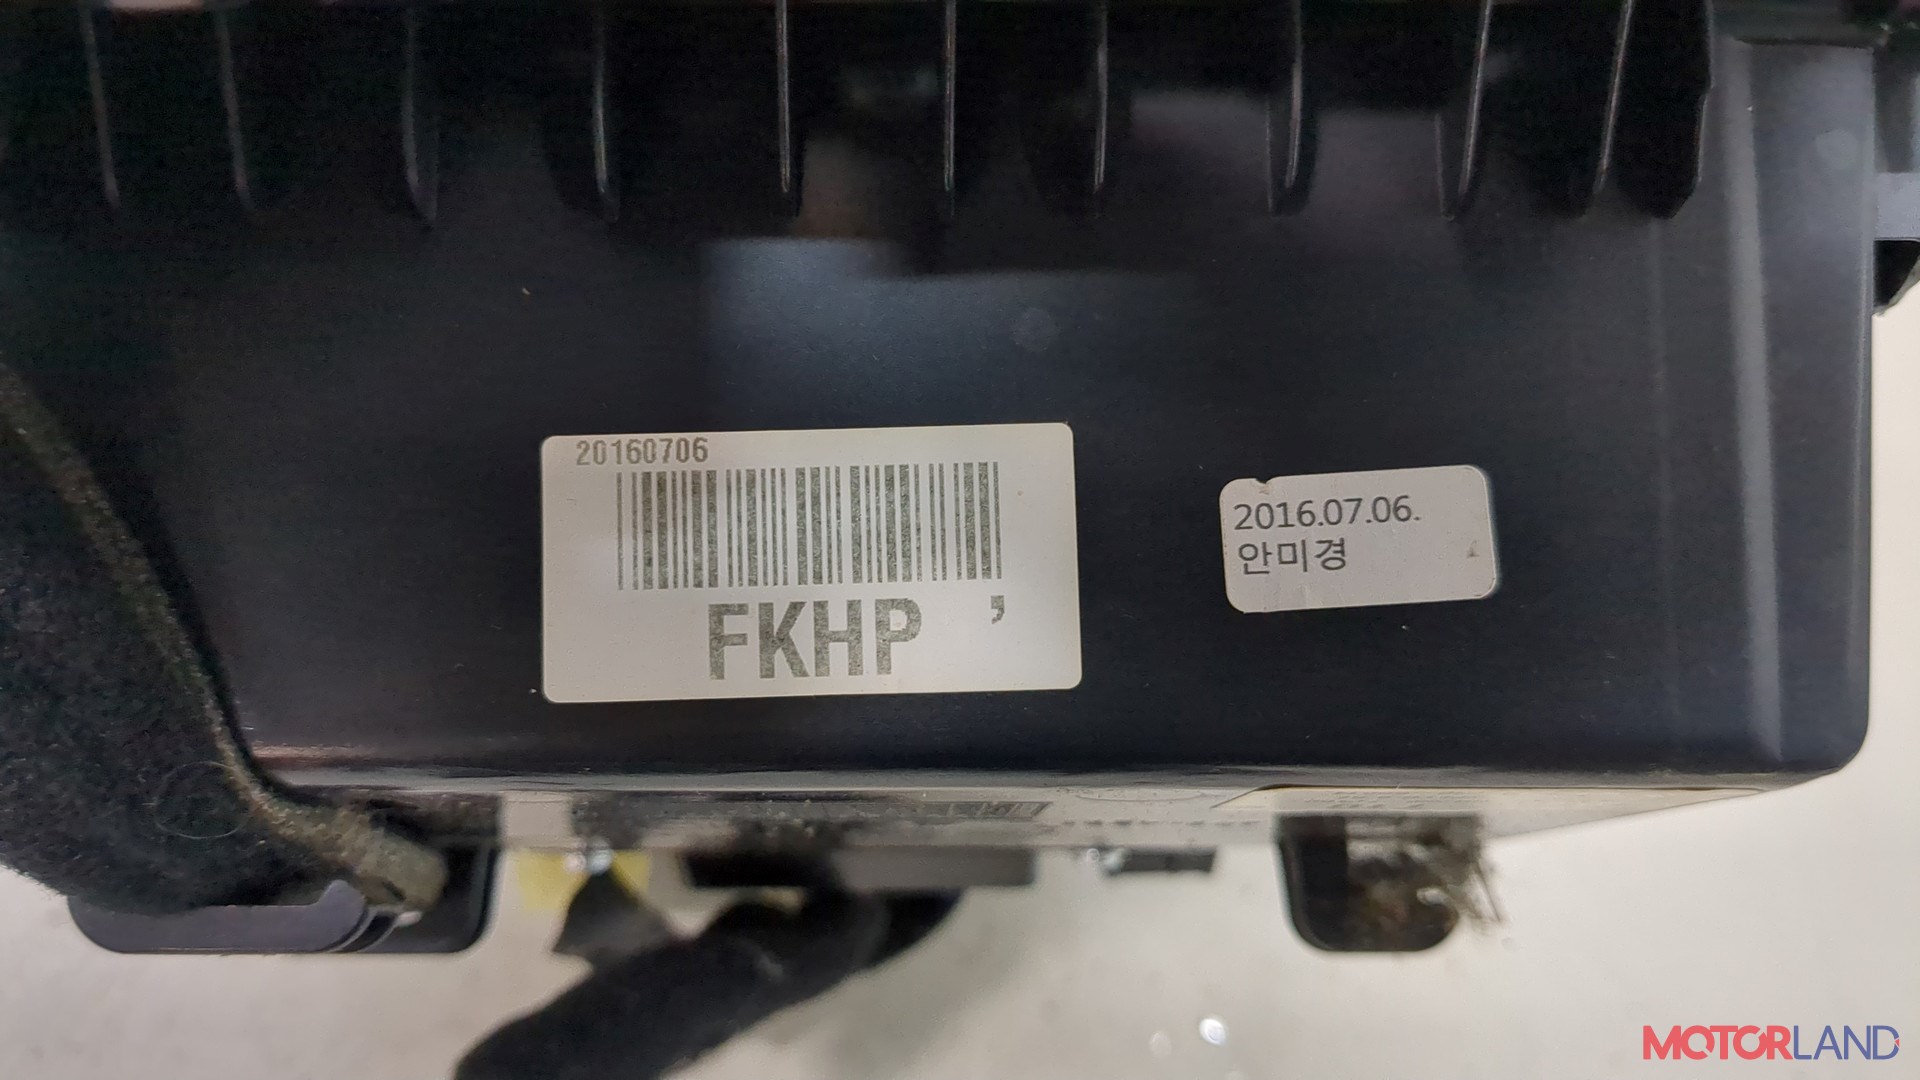 20160706
FKHP '
2016.07.06.
안미경
MOTORLAND